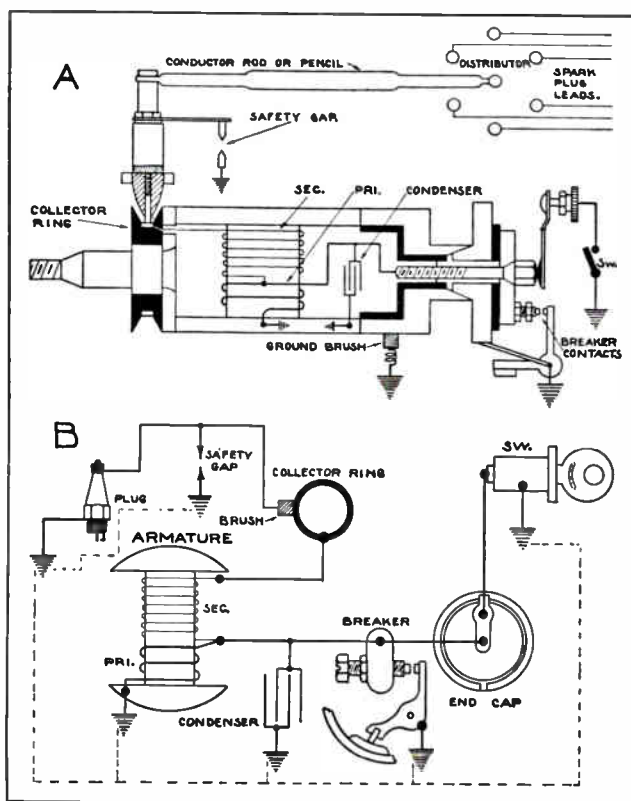 A
CONDUCTOR ROD OR PENCIL
DISTRIBUTOR
SPARK
PLUG
LEADS.
SAFETY GAP
SEC.
PRI.
CONDENSER
COLLECTOR
RING
SW.
GROUND BRUSH
BREAKER
CONTACTS
B
SAFETY
GAP
COLLECTOR RING
SW.
PLUG
BRUSH
ARMATURE
SEC.
BREAKER
PRI.
CONDENSER
END CAP